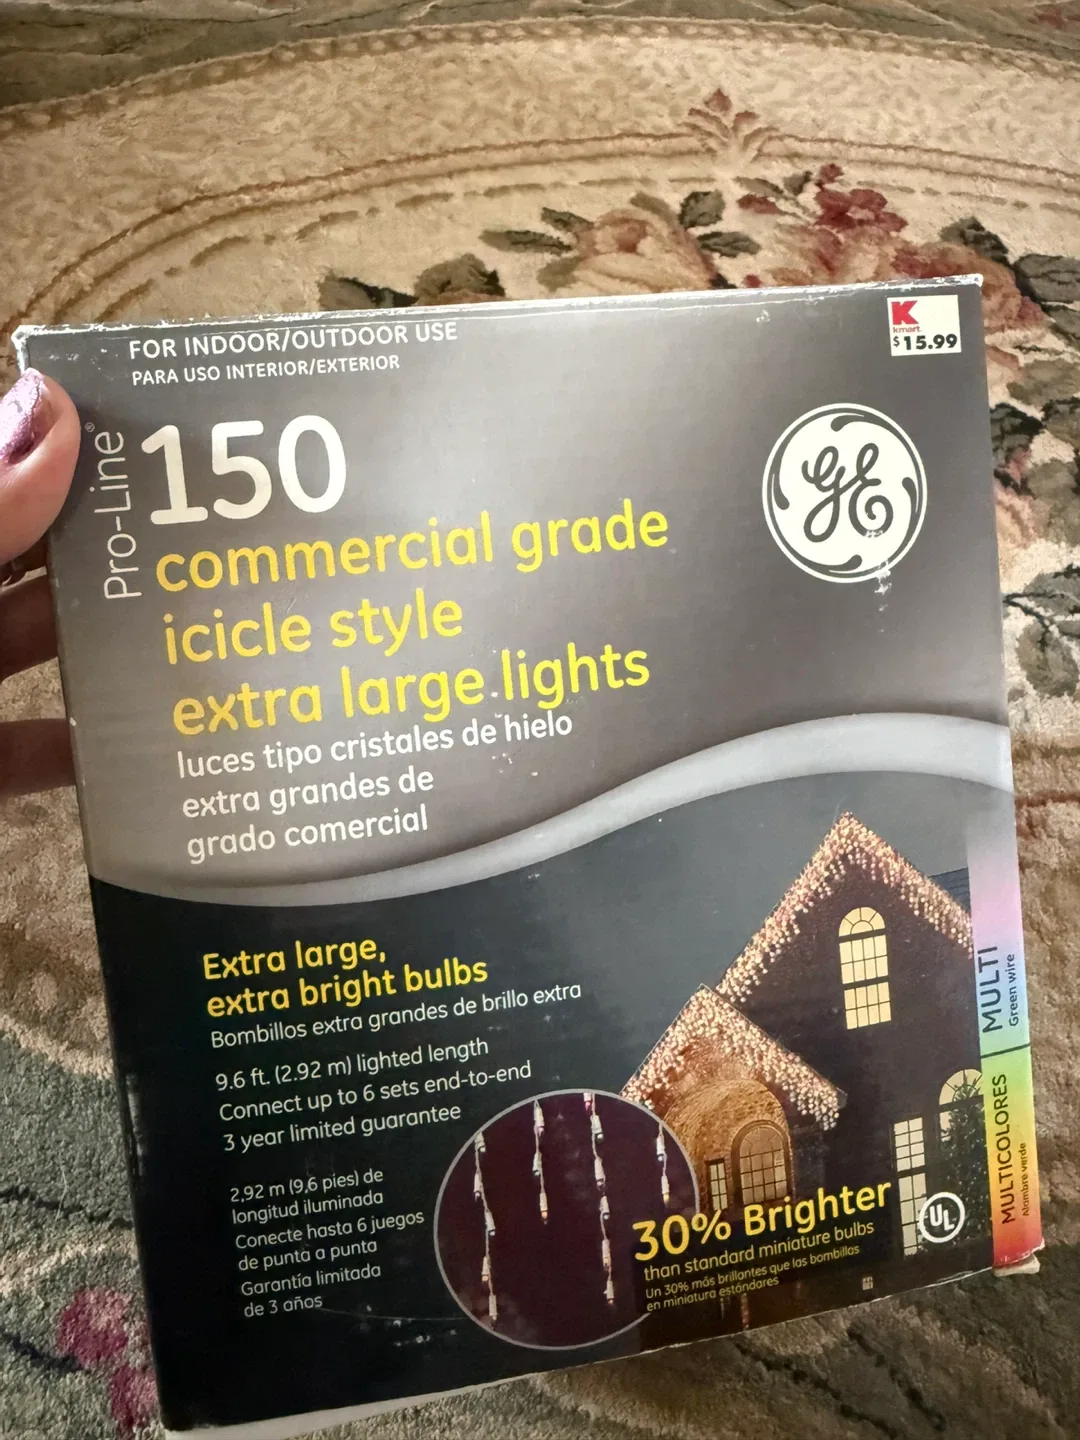 FOR INDOOR/OUTDOOR USE
PARA USO INTERIOR/EXTERIOR
K
kmart.
$15.99
Pro-Line®
150
GE
commercial grade
icicle style
extra large lights
luces tipo cristales de hielo
extra grandes de
grado comercial
Extra large,
extra bright bulbs
Bombillos extra grandes de brillo extra
9.6 ft. (2.92 m) lighted length
Connect up to 6 sets end-to-end
3 year limited guarantee
2,92 m (9,6 pies) de
longitud iluminada
Conecte hasta 6 juegos
de punta a punta
Garantía limitada
de 3 años
30% Brighter
than standard miniature bulbs
Un 30% más brillantes que las bombillas
en miniatura estándares
UL
MULTI
Green wire
MULTICOLORES
Alambre verde